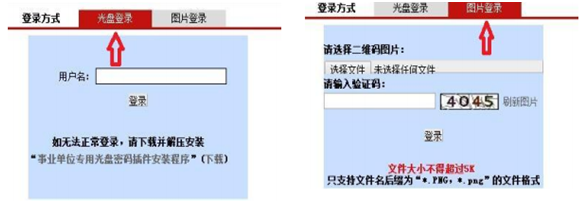 登录方式 光盘登录 图片登录
用户名：
登录
如无法正常登录，请下载并解压安装
“事业单位专用光盘密码插件安装程序”（下载）
登录方式 光盘登录 图片登录
请选择二维码图片：
选择文件 未选择任何文件
请输入验证码：
4045 刷新图片
登录
文件大小不得超过5K
只支持文件名后缀为“*.PNG，*.png”的文件格式